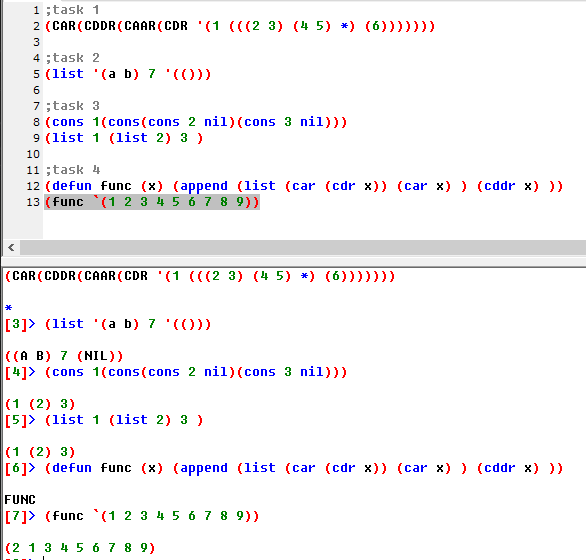 1 ;task 1
2 (CAR(CDDR(CAAR(CDR '(1 (((2 3) (4 5) *) (6)))))))
3
4 ;task 2
5 (list '(a b) 7 '(()))
6
7 ;task 3
8 (cons 1(cons(cons 2 nil)(cons 3 nil)))
9 (list 1 (list 2) 3 )
10
11 ;task 4
12 (defun func (x) (append (list (car (cdr x)) (car x) ) (cddr x) ))
13 (func `(1 2 3 4 5 6 7 8 9))
(CAR(CDDR(CAAR(CDR '(1 (((2 3) (4 5) *) (6)))))))
*
[3]> (list '(a b) 7 '(()))
((A B) 7 (NIL))
[4]> (cons 1(cons(cons 2 nil)(cons 3 nil)))
(1 (2) 3)
[5]> (list 1 (list 2) 3 )
(1 (2) 3)
[6]> (defun func (x) (append (list (car (cdr x)) (car x) ) (cddr x) ))
FUNC
[7]> (func `(1 2 3 4 5 6 7 8 9))
(2 1 3 4 5 6 7 8 9)